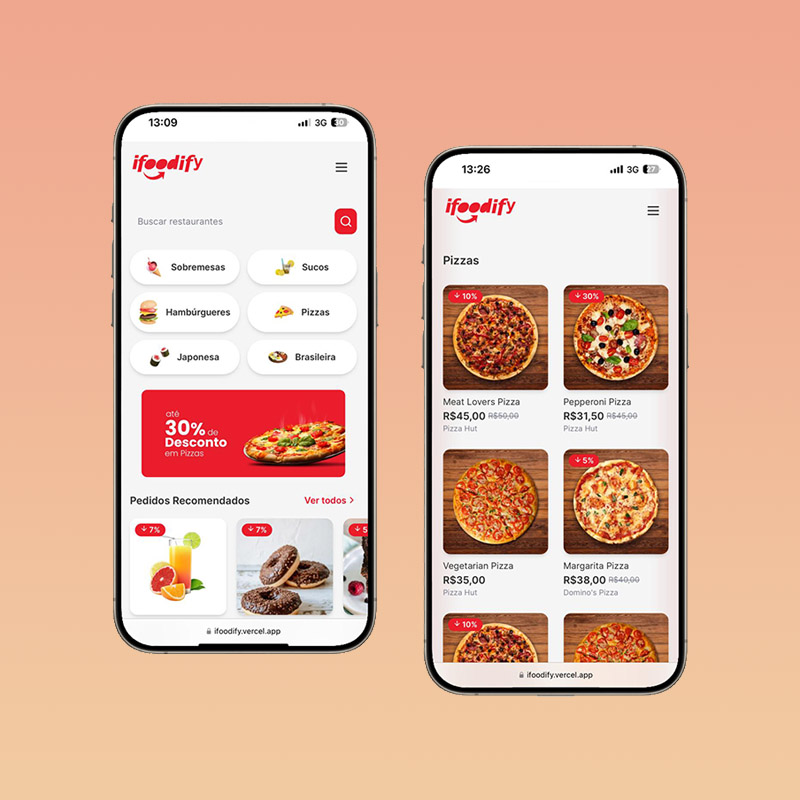 13:09
3G 30
ifoodify
Buscar restaurantes
Sobremesas
Sucos
Hambúrgueres
Pizzas
Japonesa
Brasileira
até
30% de
Desconto
em Pizzas
Pedidos Recomendados
Ver todos
7%
7%
5
ifoodify.vercel.app
13:26
3G 27
ifoodify
Pizzas
10%
30%
Meat Lovers Pizza
Pepperoni Pizza
R$45,00 R$50,00
R$31,50 R$45,00
Pizza Hut
Pizza Hut
5%
Vegetarian Pizza
Margarita Pizza
R$35,00
R$38,00 R$40,00
Pizza Hut
Domino's Pizza
10%
ifoodify.vercel.app